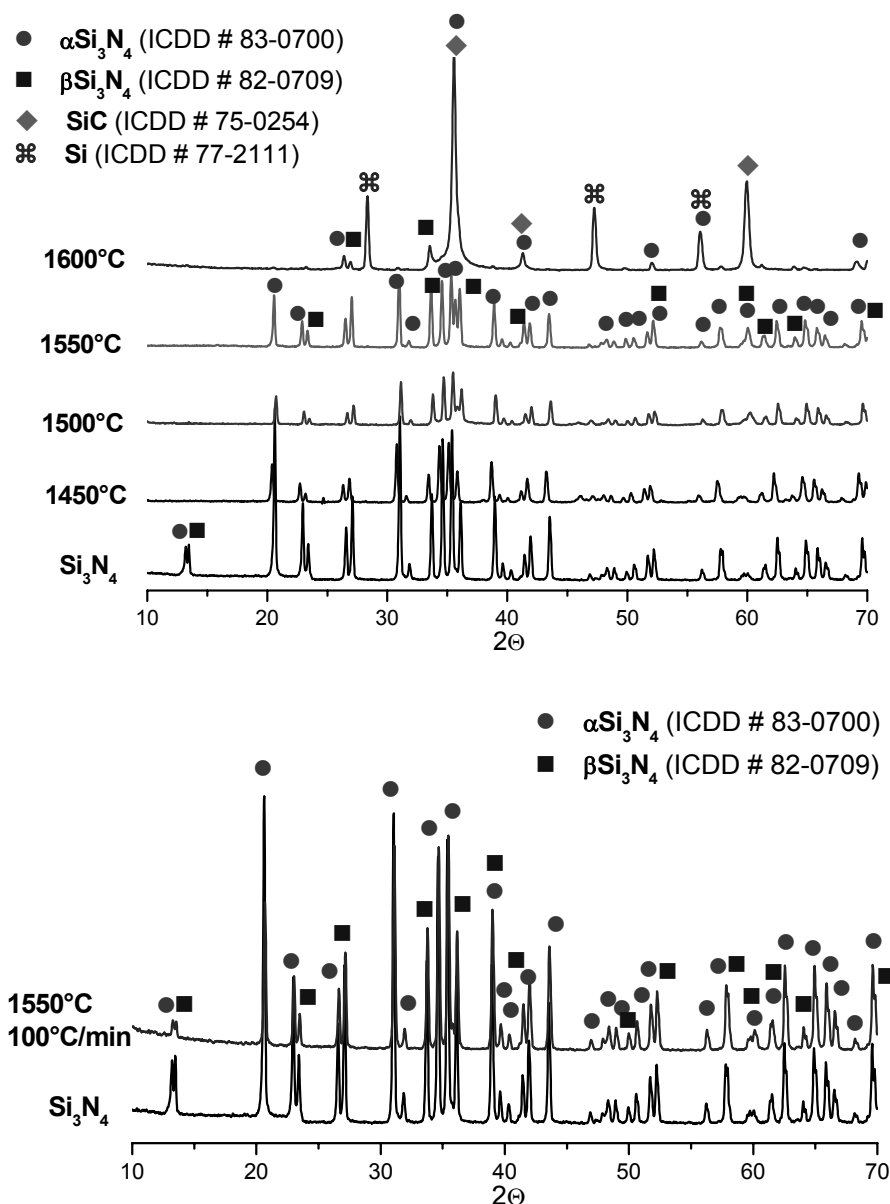 ● αSi₃N₄ (ICDD # 83-0700)
■ βSi₃N₄ (ICDD # 82-0709)
◆ SiC (ICDD # 75-0254)
⌘ Si (ICDD # 77-2111)
1600°C
1550°C
1500°C
1450°C
Si₃N₄
10 20 30 40 50 60 70
2Θ
● αSi₃N₄ (ICDD # 83-0700)
■ βSi₃N₄ (ICDD # 82-0709)
1550°C
100°C/min
Si₃N₄
10 20 30 40 50 60 70
2Θ